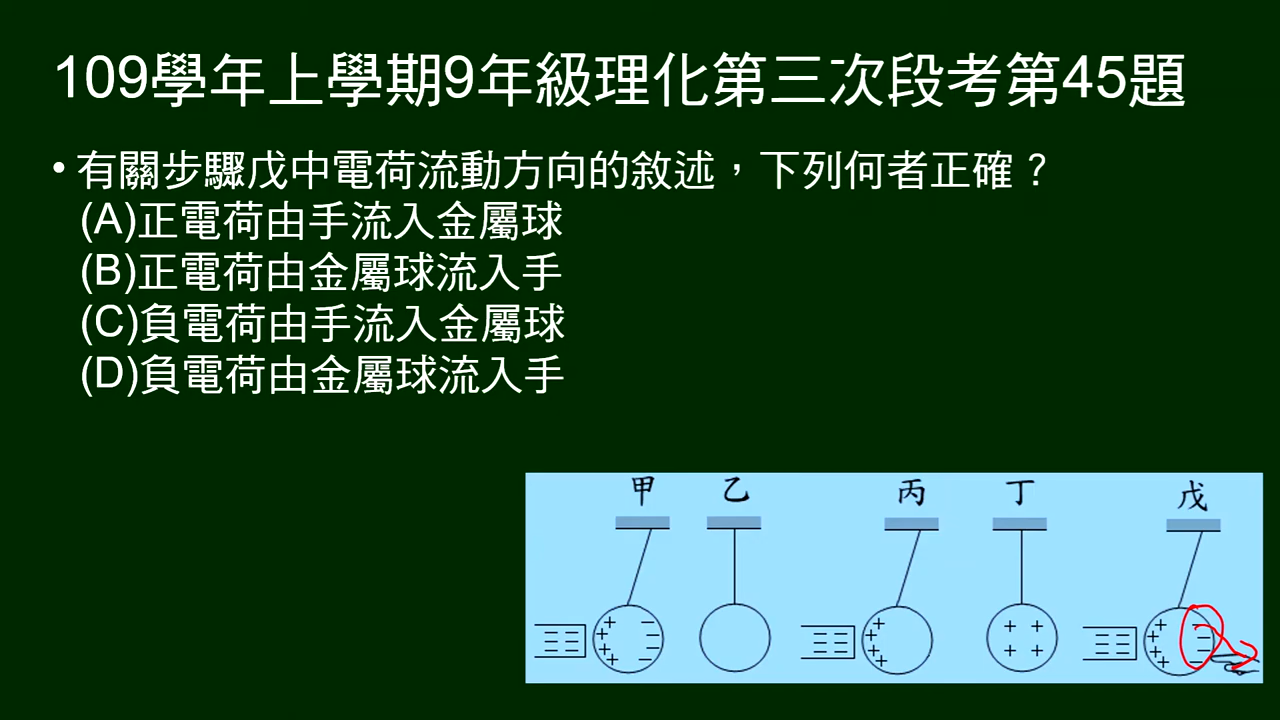 109學年上學期9年級理化第三次段考第45題
• 有關步驟戊中電荷流動方向的敘述，下列何者正確？
(A)正電荷由手流入金屬球
(B)正電荷由金屬球流入手
(C)負電荷由手流入金屬球
(D)負電荷由金屬球流入手
甲 乙 丙 丁 戊